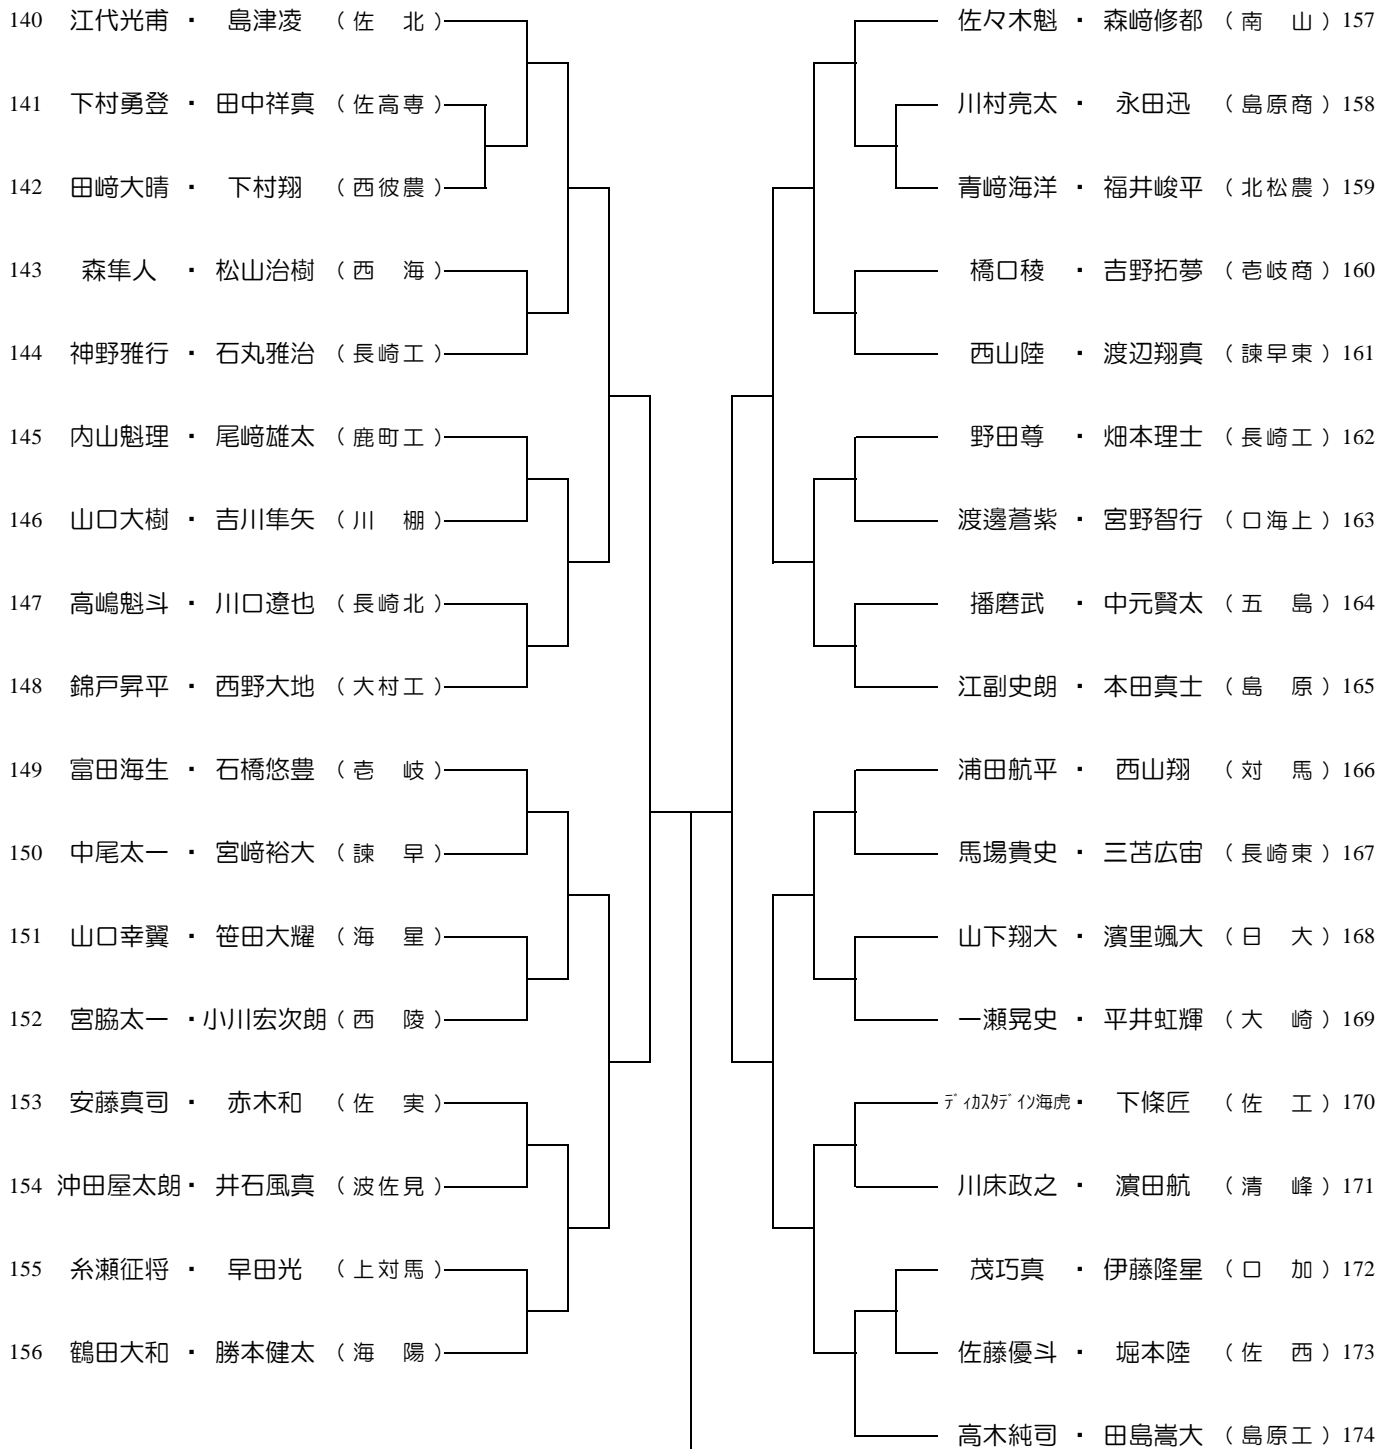 140 江代光甫 ・ 島津凌 （佐 北）
141 下村勇登 ・ 田中祥真 （佐高専）
142 田﨑大晴 ・ 下村翔 （西彼農）
143 森隼人 ・ 松山治樹 （西 海）
144 神野雅行 ・ 石丸雅治 （長崎工）
145 内山魁理 ・ 尾﨑雄太 （鹿町工）
146 山口大樹 ・ 吉川隼矢 （川 棚）
147 高嶋魁斗 ・ 川口遼也 （長崎北）
148 錦戸昇平 ・ 西野大地 （大村工）
149 富田海生 ・ 石橋悠豊 （壱 岐）
150 中尾太一 ・ 宮﨑裕大 （諫 早）
151 山口幸翼 ・ 笹田大耀 （海 星）
152 宮脇太一 ・ 小川宏次朗 （西 陵）
153 安藤真司 ・ 赤木和 （佐 実）
154 沖田屋太朗 ・ 井石風真 （波佐見）
155 糸瀬征将 ・ 早田光 （上対馬）
156 鶴田大和 ・ 勝本健太 （海 陽）
佐々木魁 ・ 森﨑修都 （南 山） 157
川村亮太 ・ 永田迅 （島原商） 158
青﨑海洋 ・ 福井峻平 （北松農） 159
橋口稜 ・ 吉野拓夢 （壱岐商） 160
西山陸 ・ 渡辺翔真 （諫早東） 161
野田尊 ・ 畑本理士 （長崎工） 162
渡邊蒼紫 ・ 宮野智行 （口海上） 163
播磨武 ・ 中元賢太 （五 島） 164
江副史朗 ・ 本田真士 （島 原） 165
浦田航平 ・ 西山翔 （対 馬） 166
馬場貴史 ・ 三苫広宙 （長崎東） 167
山下翔大 ・ 濵里颯大 （日 大） 168
一瀬晃史 ・ 平井虹輝 （大 崎） 169
ﾃﾞｨｶｽﾀﾃﾞｲﾝ海虎 ・ 下條匠 （佐 工） 170
川床政之 ・ 濵田航 （清 峰） 171
茂巧真 ・ 伊藤隆星 （口 加） 172
佐藤優斗 ・ 堀本陸 （佐 西） 173
高木純司 ・ 田島嵩大 （島原工） 174